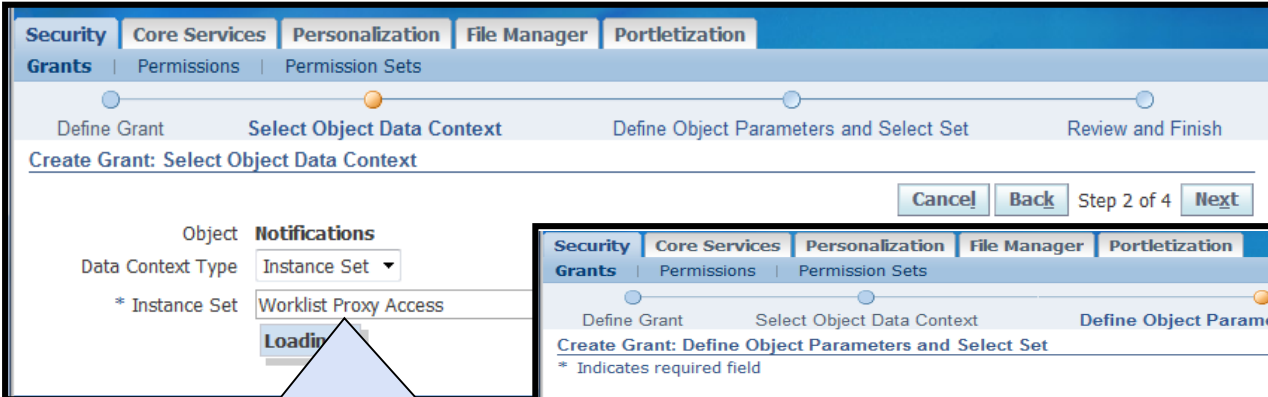 Security Core Services Personalization File Manager Portletization
Grants | Permissions | Permission Sets
Define Grant Select Object Data Context Define Object Parameters and Select Set Review and Finish
Create Grant: Select Object Data Context
Cancel Back Step 2 of 4 Next
Object Notifications
Data Context Type Instance Set
* Instance Set Worklist Proxy Access
Security Core Services Personalization File Manager Portletization
Grants | Permissions | Permission Sets
Define Grant Select Object Data Context Define Object
Create Grant: Define Object Parameters and Select Set
* Indicates required field